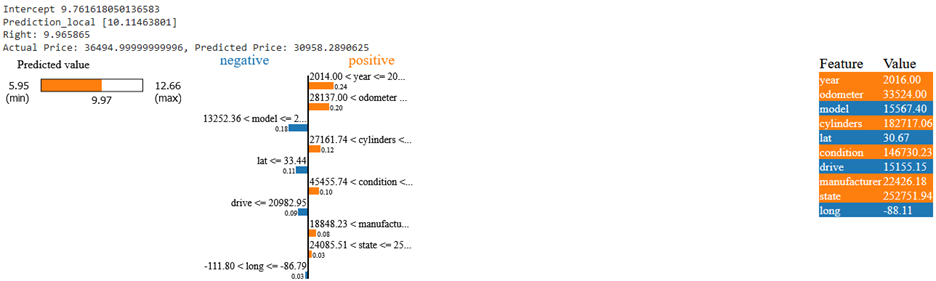 Intercept 9.761618050136583
Prediction_local [10.11463801]
Right: 9.965865
Actual Price: 36494.99999999996, Predicted Price: 30958.2890625
Predicted value
5.95
(min)
9.97
12.66
(max)
negative
positive
2014.00 < year <= 20...
0.24
28137.00 < odometer ...
0.20
13252.36 < model <= 2...
0.18
27161.74 < cylinders <...
0.12
lat <= 33.44
0.11
45455.74 < condition <...
0.10
drive <= 20982.95
0.09
18848.23 < manufactu...
0.08
24085.51 < state <= 25...
0.03
-111.80 < long <= -86.79
0.03
Feature Value
year 2016.00
odometer 33524.00
model 15567.40
cylinders 182717.06
lat 30.67
condition 146730.23
drive 15155.15
manufacturer 22426.18
state 252751.94
long -88.11